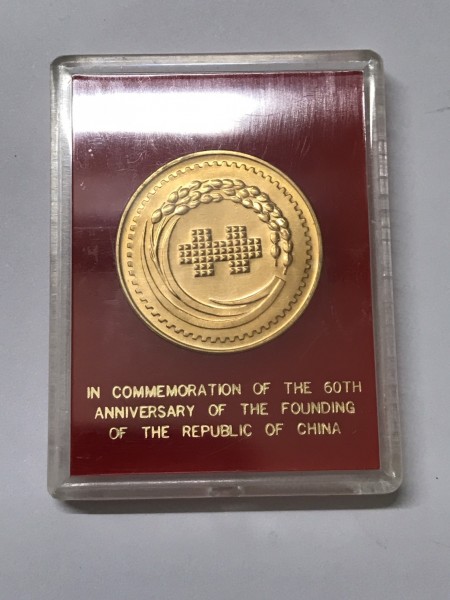 IN COMMEMORATION OF THE 60TH
ANNIVERSARY OF THE FOUNDING
OF THE REPUBLIC OF CHINA